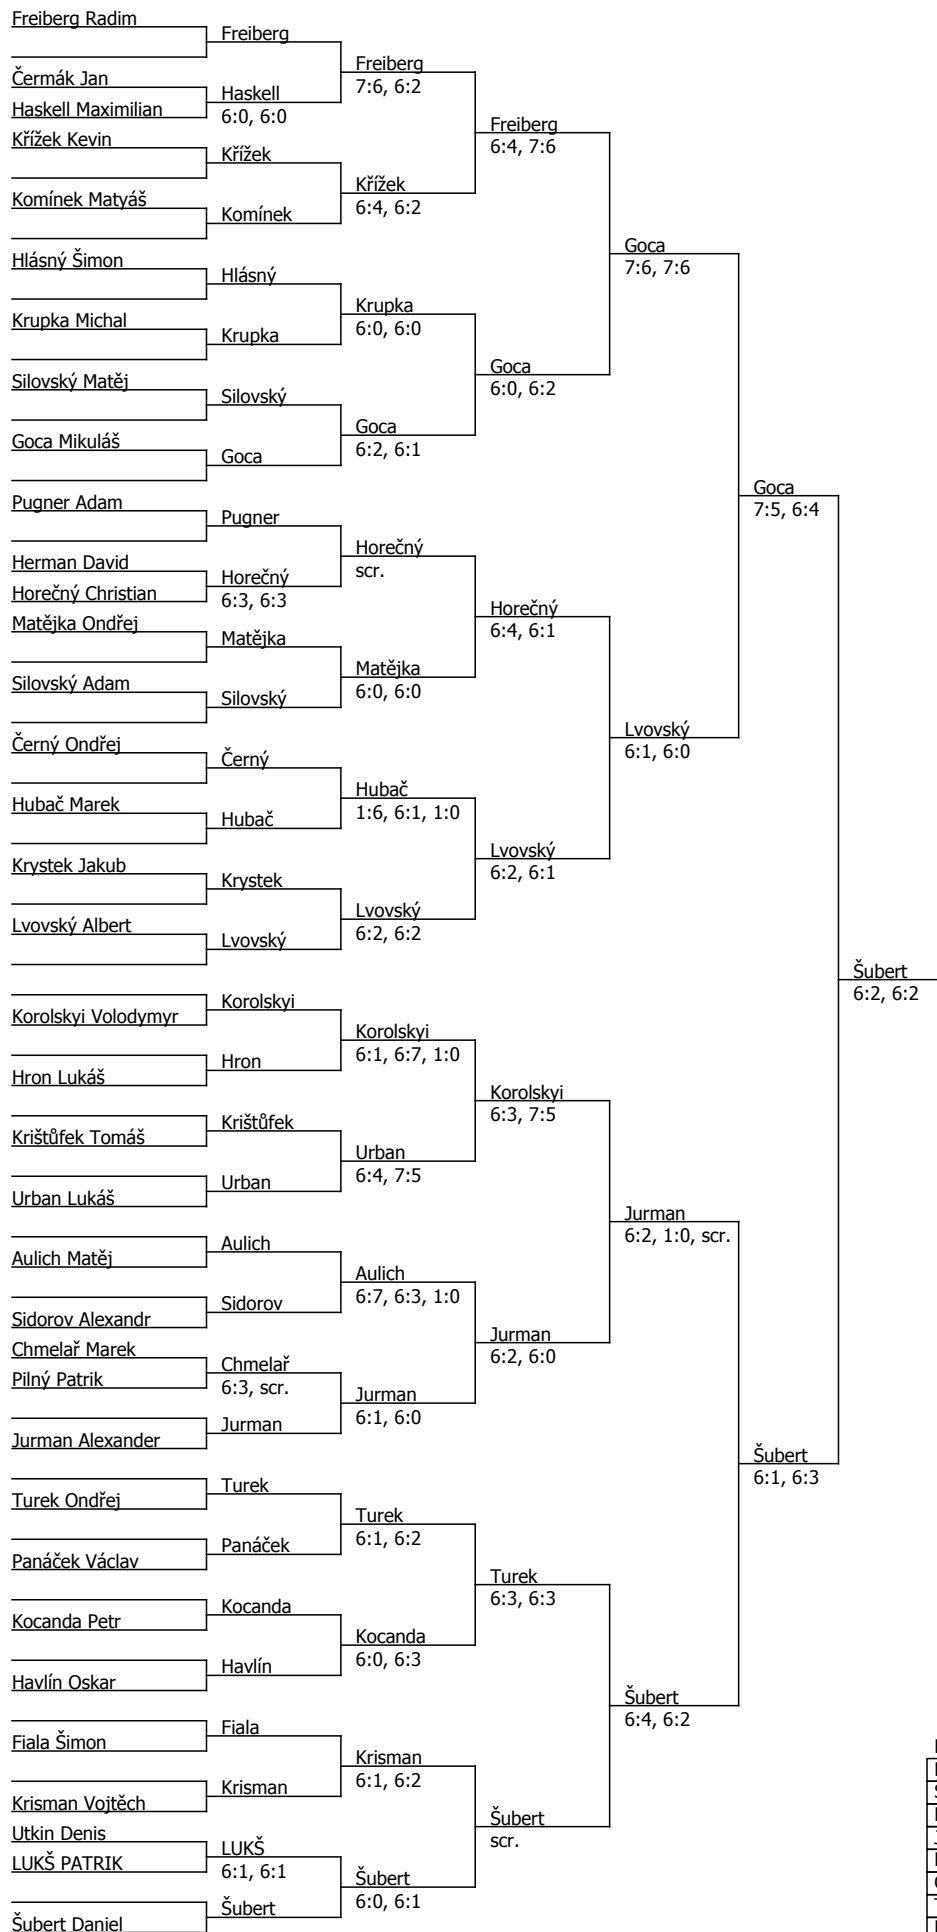 Freiberg Radim
Freiberg
Freiberg
7:6, 6:2
Čermák Jan
Haskell
Haskell Maximilian
6:0, 6:0
Freiberg
6:4, 7:6
Křížek Kevin
Křížek
Křížek
6:4, 6:2
Komínek Matyáš
Komínek
Goca
7:6, 7:6
Hlásný Šimon
Hlásný
Krupka
6:0, 6:0
Krupka Michal
Krupka
Goca
6:0, 6:2
Silovský Matěj
Silovský
Goca
6:2, 6:1
Goca Mikuláš
Goca
Goca
7:5, 6:4
Pugner Adam
Pugner
Horečný
scr.
Herman David
Horečný
Horečný Christian
6:3, 6:3
Horečný
6:4, 6:1
Matějka Ondřej
Matějka
Matějka
6:0, 6:0
Silovský Adam
Silovský
Lvovský
6:1, 6:0
Černý Ondřej
Černý
Hubač
1:6, 6:1, 1:0
Hubač Marek
Hubač
Lvovský
6:2, 6:1
Krystek Jakub
Krystek
Lvovský
6:2, 6:2
Lvovský Albert
Lvovský
Šubert
6:2, 6:2
Korolskyi
Korolskyi Volodymyr
Korolskyi
6:1, 6:7, 1:0
Hron
Hron Lukáš
Korolskyi
6:3, 7:5
Krištůfek
Krištůfek Tomáš
Urban
6:4, 7:5
Urban
Urban Lukáš
Jurman
6:2, 1:0, scr.
Aulich
Aulich Matěj
Aulich
6:7, 6:3, 1:0
Sidorov
Sidorov Alexandr
Jurman
6:2, 6:0
Chmelař Marek
Chmelař
Pilný Patrik
6:3, scr.
Jurman
6:1, 6:0
Jurman
Jurman Alexander
Šubert
6:1, 6:3
Turek
Turek Ondřej
Turek
6:1, 6:2
Panáček
Panáček Václav
Turek
6:3, 6:3
Kocanda
Kocanda Petr
Kocanda
6:0, 6:3
Havlín
Havlín Oskar
Šubert
6:4, 6:2
Fiala
Fiala Šimon
Krisman
6:1, 6:2
Krisman
Krisman Vojtěch
Šubert
scr.
Utkin Denis
LUKŠ
LUKŠ PATRIK
6:1, 6:1
Šubert
6:0, 6:1
Šubert
Šubert Daniel